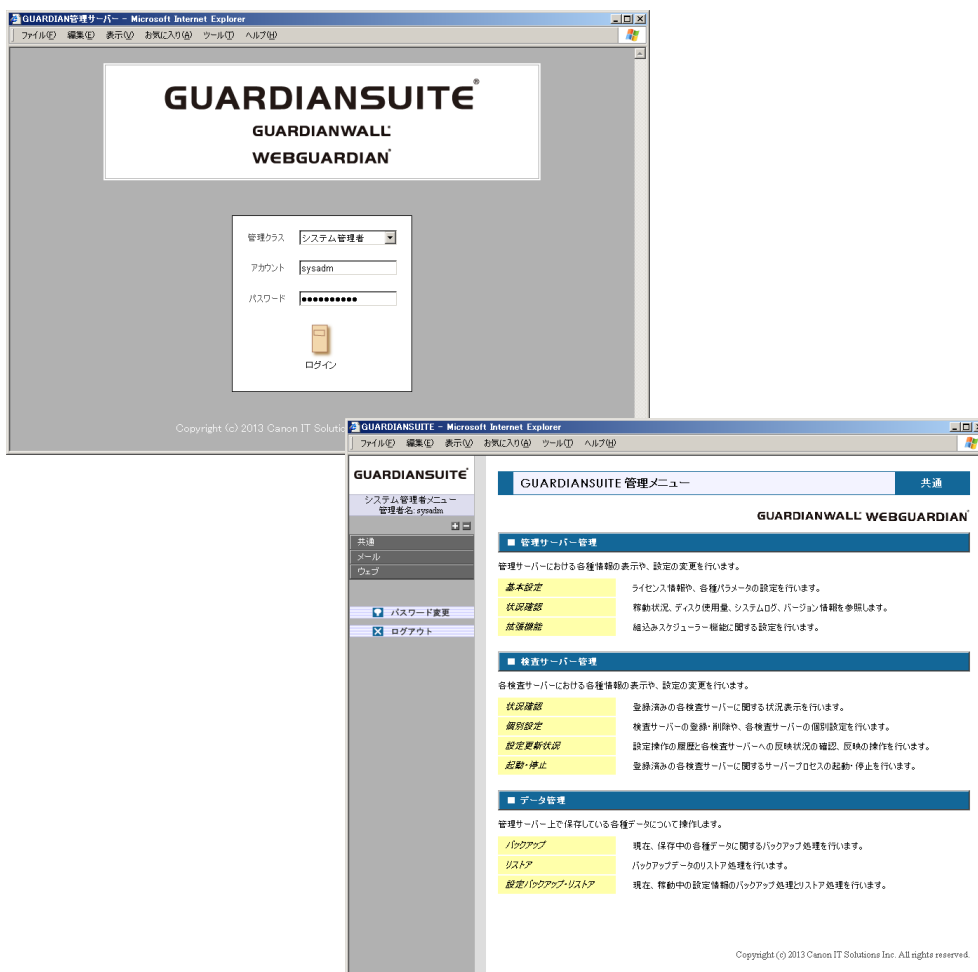 GUARDIAN管理サーバー - Microsoft Internet Explorer
ファイル(F) 編集(E) 表示(V) お気に入り(A) ツール(T) ヘルプ(H)
GUARDIANSUITE®
GUARDIANWALL
WEBGUARDIAN
管理クラス システム管理者
アカウント sysadm
パスワード ●●●●●●●●●●
ログイン
Copyright (c) 2013 Canon IT Solutio
GUARDIANSUITE - Microsoft Internet Explorer
ファイル(F) 編集(E) 表示(V) お気に入り(A) ツール(T) ヘルプ(H)
GUARDIANSUITE
システム管理者メニュー
管理者名: sysadm
共通
メール
ウェブ
パスワード変更
ログアウト
GUARDIANSUITE 管理メニュー 共通
GUARDIANWALL WEBGUARDIAN
■ 管理サーバー管理
管理サーバーにおける各種情報の表示や、設定の変更を行います。
基本設定 ライセンス情報や、各種パラメータの設定を行います。
状況確認 稼動状況、ディスク使用量、システムログ、バージョン情報を参照します。
拡張機能 組込みスケジューラー機能に関する設定を行います。
■ 検査サーバー管理
各検査サーバーにおける各種情報の表示や、設定の変更を行います。
状況確認 登録済みの各検査サーバーに関する状況表示を行います。
個別設定 検査サーバーの登録・削除や、各検査サーバーの個別設定を行います。
設定更新状況 設定操作の履歴と各検査サーバーへの反映状況の確認、反映の操作を行います。
起動・停止 登録済みの各検査サーバーに関するサーバープロセスの起動・停止を行います。
■ データ管理
管理サーバー上で保存している各種データについて操作します。
バックアップ 現在、保存中の各種データに関するバックアップ処理を行います。
リストア バックアップデータのリストア処理を行います。
設定バックアップ・リストア 現在、稼動中の設定情報のバックアップ処理とリストア処理を行います。
Copyright (c) 2013 Canon IT Solutions Inc. All rights reserved.